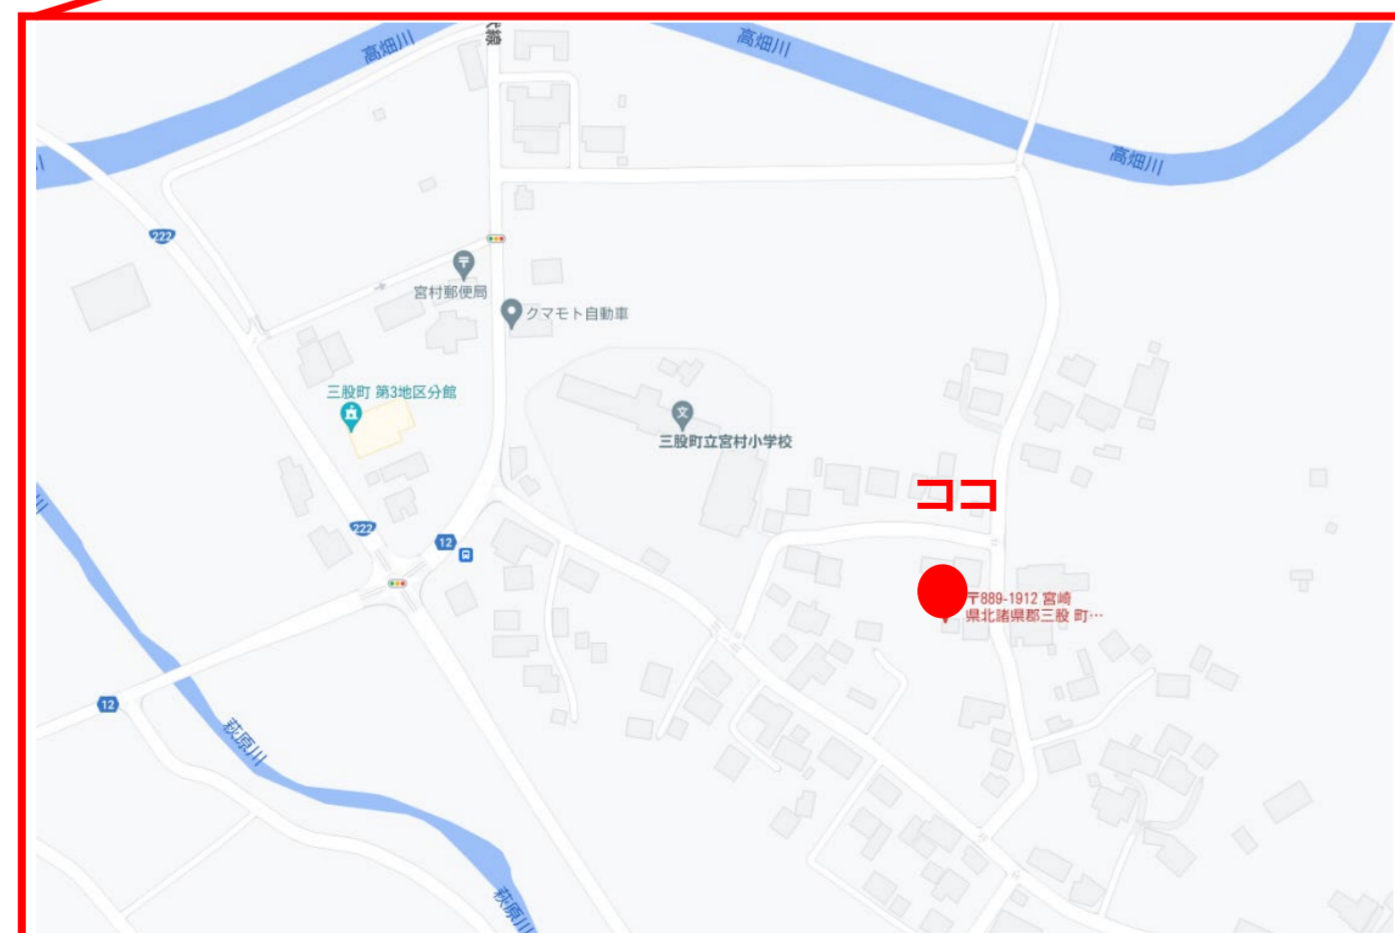 高畑川
高畑川
高畑川
222
宮村郵便局
クマモト自動車
三股町 第3地区分館
文
三股町立宮村小学校
ココ
222
12
〒889-1912 宮崎
県北諸県郡三股 町…
12
萩原川
萩原川